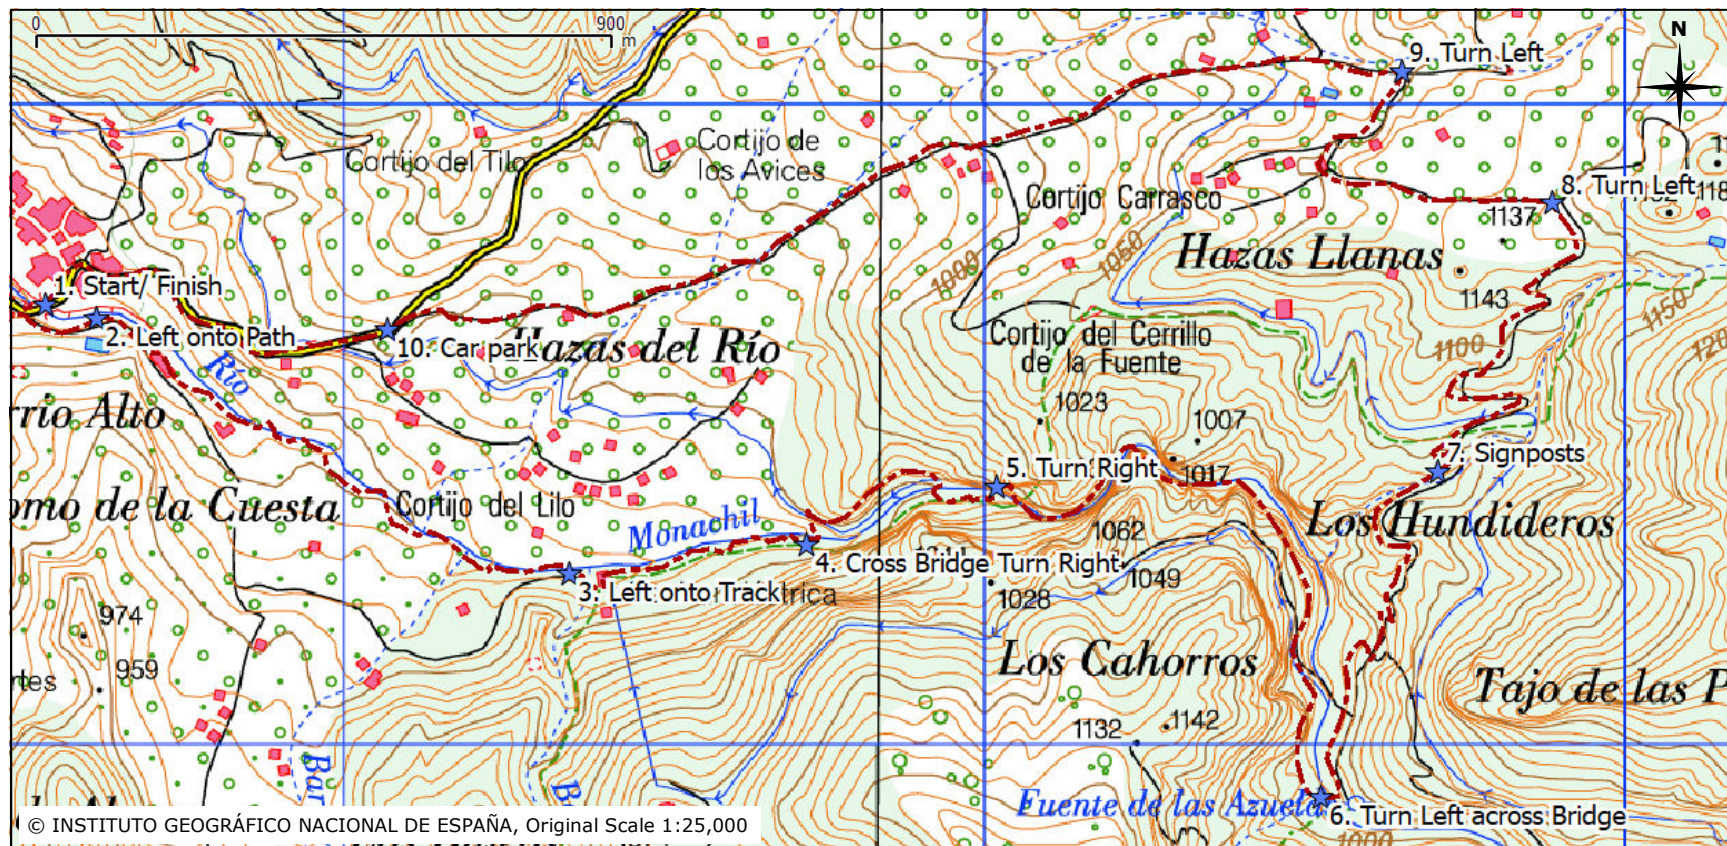 0
900
m
N
9. Turn Left
Cortijo de
los Avices
Cortijo del Tilo
8. Turn Left
Cortijo Carrasco
1137
Hazas Llanas
1000
1050
1. Start/ Finish
1143
1150
2. Left onto Path
10. Car park
Hazas del Río
Cortijo del Cerrillo
de la Fuente
1100
Río
1023
1007
7. Signposts
5. Turn Right
1017
omo de la Cuesta
Cortijo del Lilo
Monachil
Los Hundideros
1062
4. Cross Bridge Turn Right
1049
3. Left onto Track
1028
974
959
Los Cahorros
Tajo de las P
1132
1142
Fuente de las Azuela
6. Turn Left across Bridge
1000
© INSTITUTO GEOGRÁFICO NACIONAL DE ESPAÑA, Original Scale 1:25,000